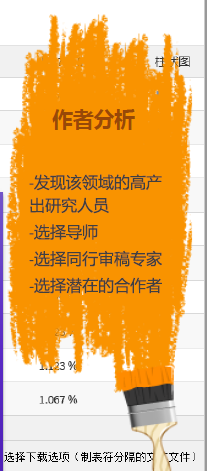 柱状图
作者分析
-发现该领域的高产
出研究人员
-选择导师
-选择同行审稿专家
-选择潜在的合作者
1.123 %
1.067 %
选择下载选项（制表符分隔的文本文件）